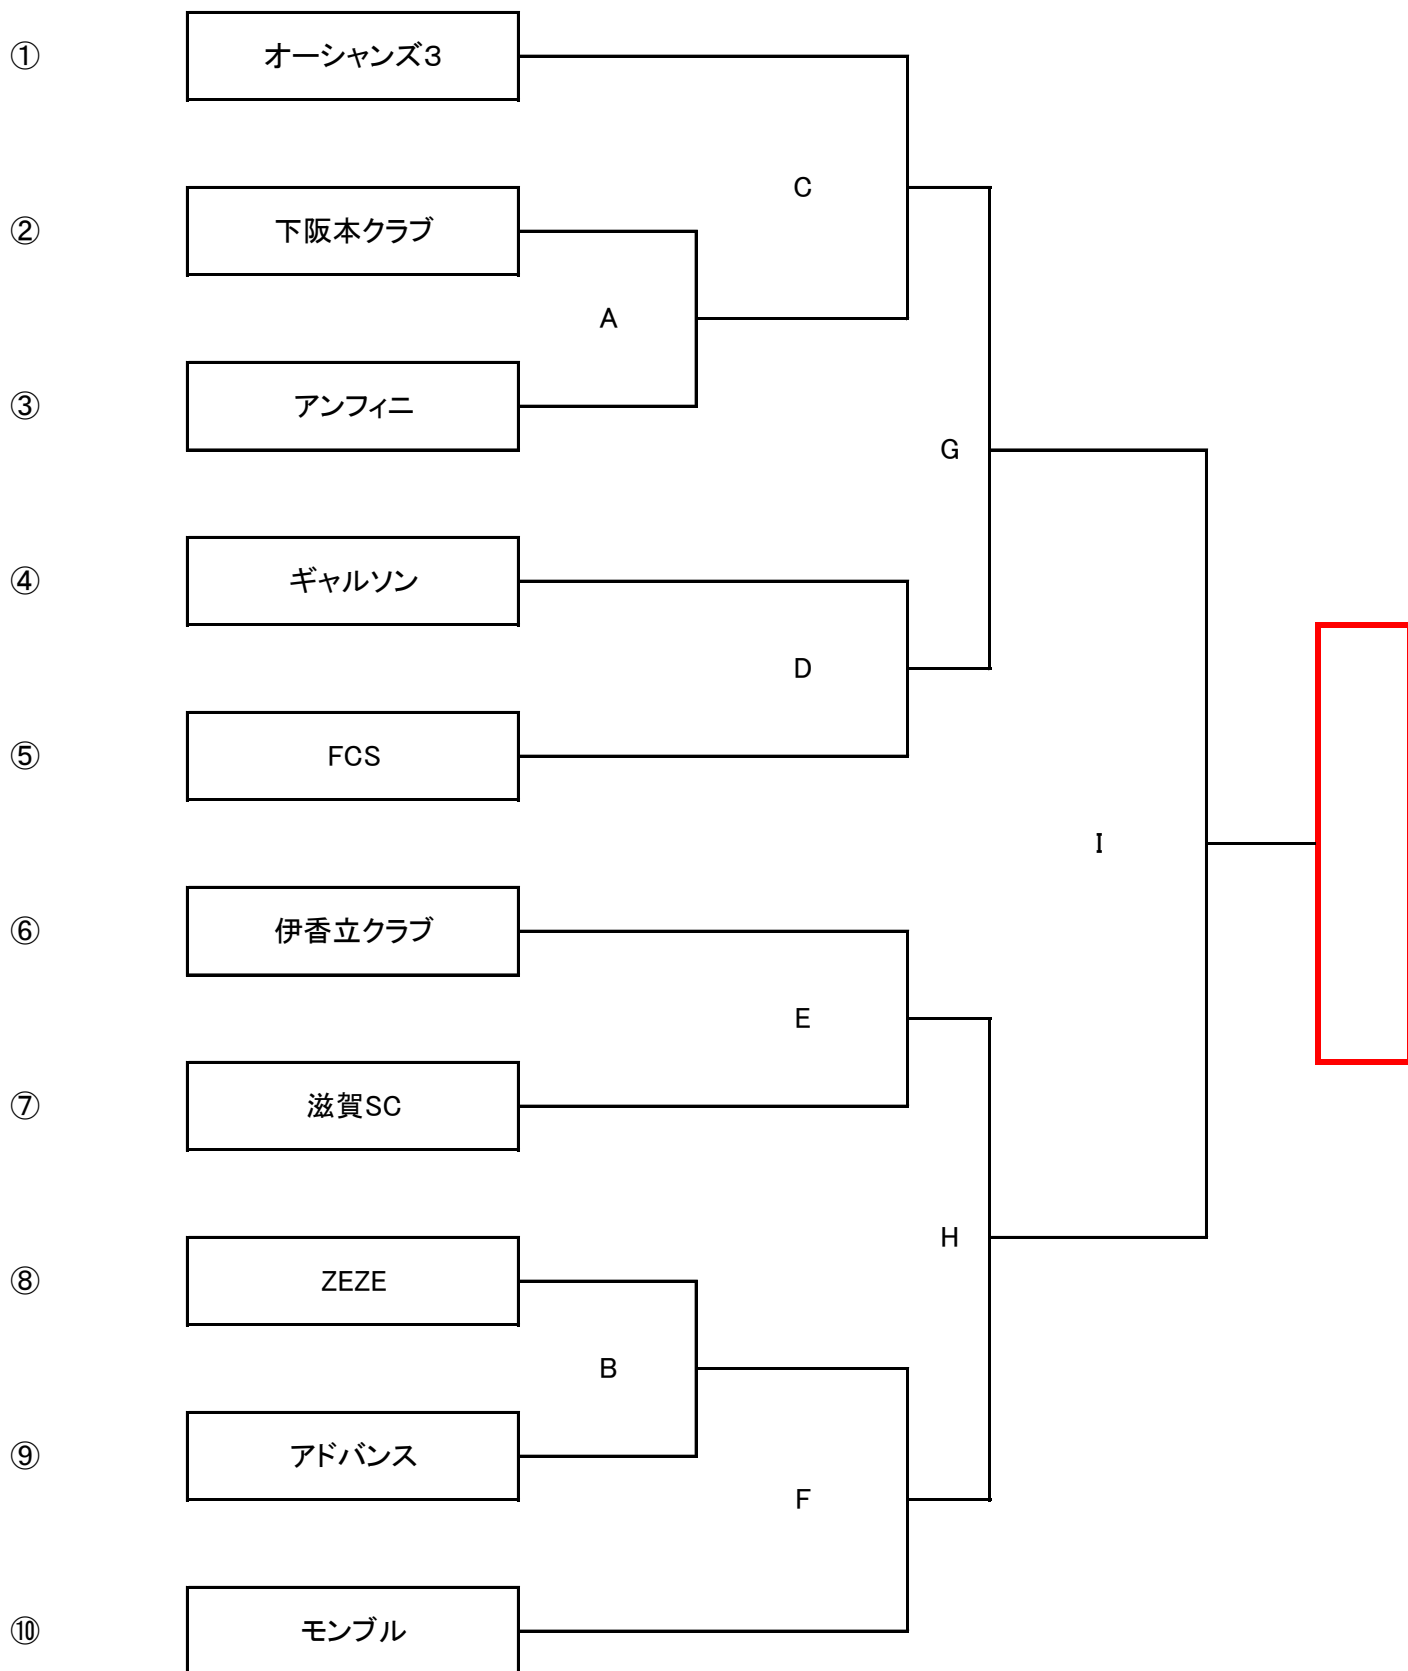 ① オーシャンズ3
C
② 下阪本クラブ
A
③ アンフィニ
G
④ ギャルソン
D
⑤ FCS
I
⑥ 伊香立クラブ
E
⑦ 滋賀SC
H
⑧ ZEZE
B
⑨ アドバンス
F
⑩ モンブル